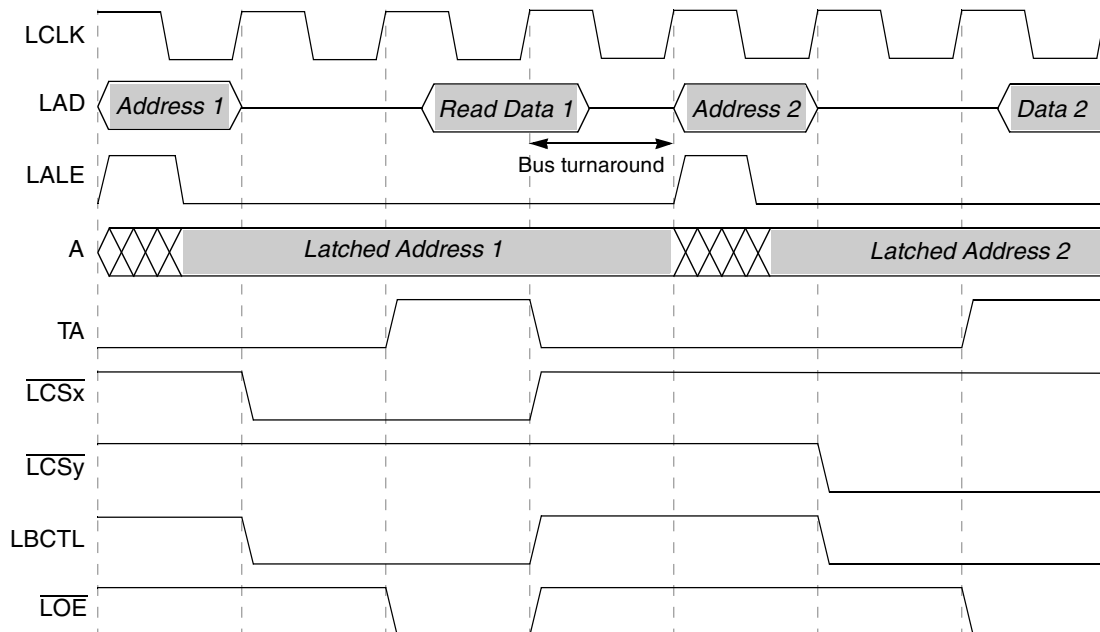 LCLK
LAD Address 1 Read Data 1 Address 2 Data 2
Bus turnaround
LALE
A Latched Address 1 Latched Address 2
TA
LCSx
LCSy
LBCTL
LOE